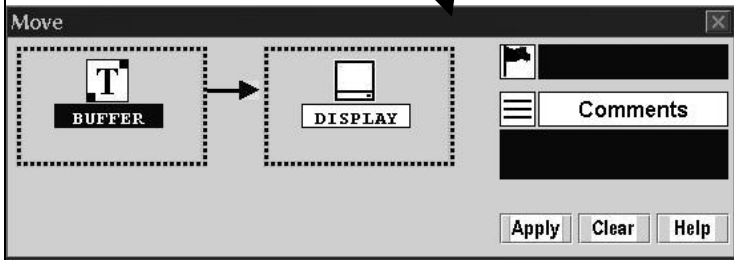 Move
T
BUFFER
DISPLAY
Comments
Apply Clear Help